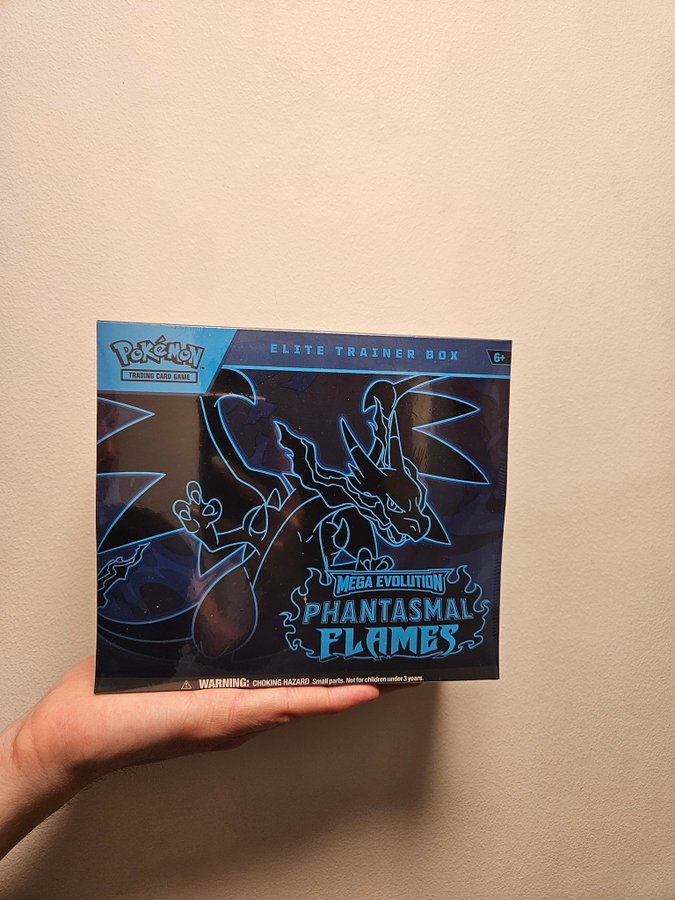 POKéMON
TRADING CARD GAME
ELITE TRAINER BOX
6+
MEGA EVOLUTION
PHANTASMAL
FLAMES
WARNING: CHOKING HAZARD Small parts. Not for children under 3 years.